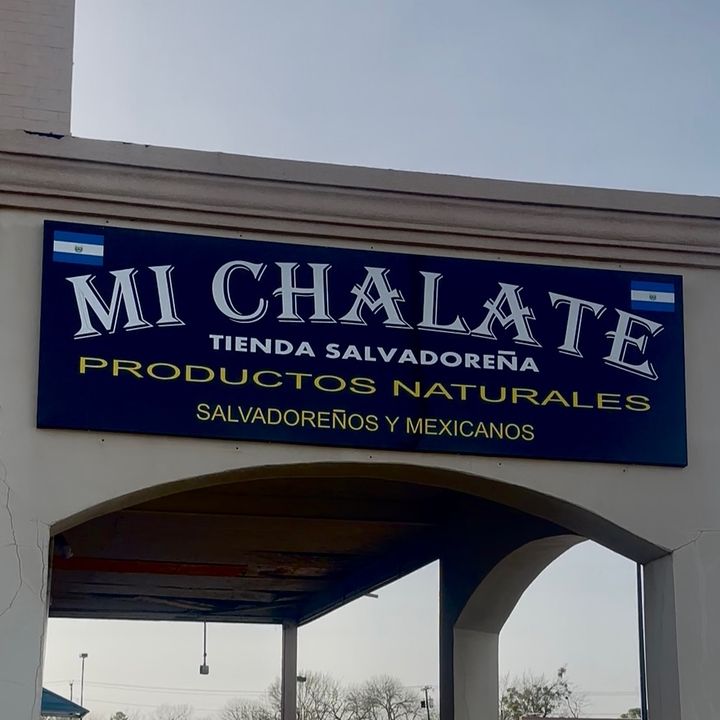 MI CHALATE
TIENDA SALVADOREÑA
PRODUCTOS NATURALES
SALVADOREÑOS Y MEXICANOS